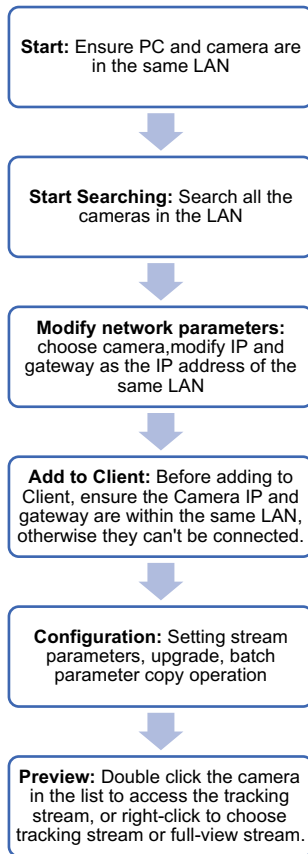 Start: Ensure PC and camera are
in the same LAN
Start Searching: Search all the
cameras in the LAN
Modify network parameters:
choose camera,modify IP and
gateway as the IP address of the
same LAN
Add to Client: Before adding to
Client, ensure the Camera IP and
gateway are within the same LAN,
otherwise they can't be connected.
Configuration: Setting stream
parameters, upgrade, batch
parameter copy operation
Preview: Double click the camera
in the list to access the tracking
stream, or right-click to choose
tracking stream or full-view stream.